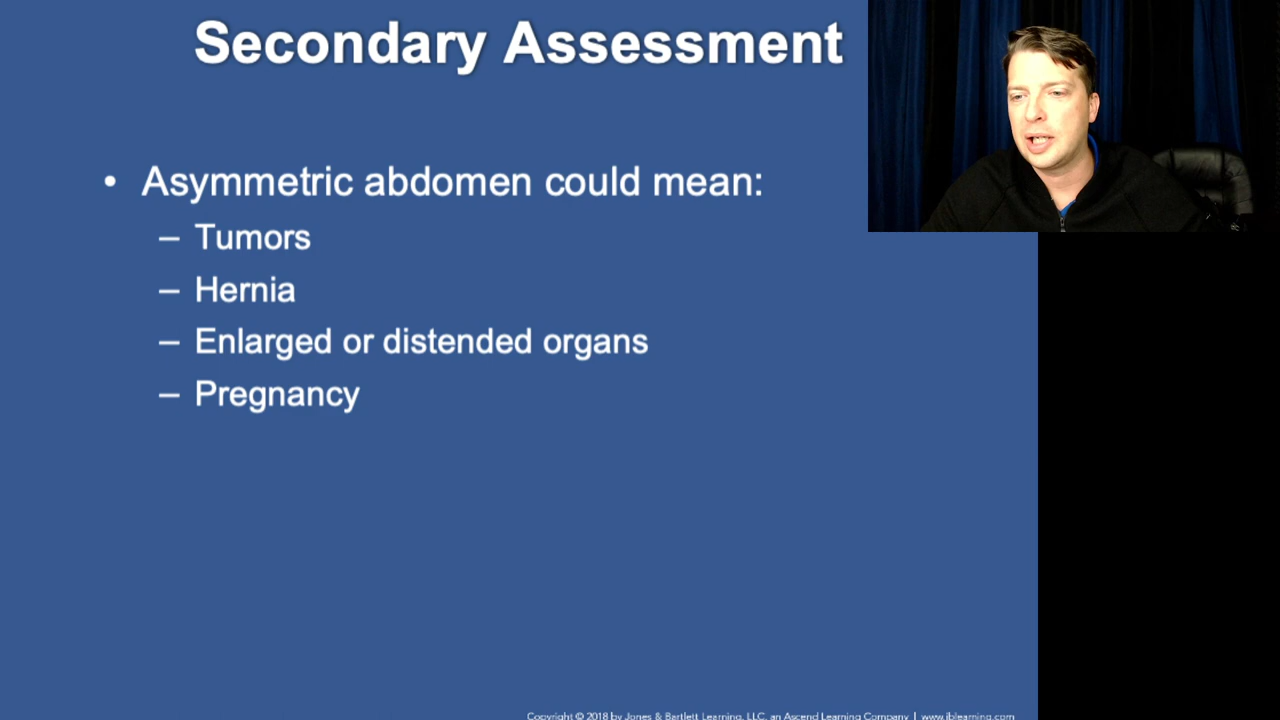 Secondary Assessment
• Asymmetric abdomen could mean:
– Tumors
– Hernia
– Enlarged or distended organs
– Pregnancy
Copyright © 2018 by Jones & Bartlett Learning, LLC, an Ascend Learning Company | www.jblearning.com